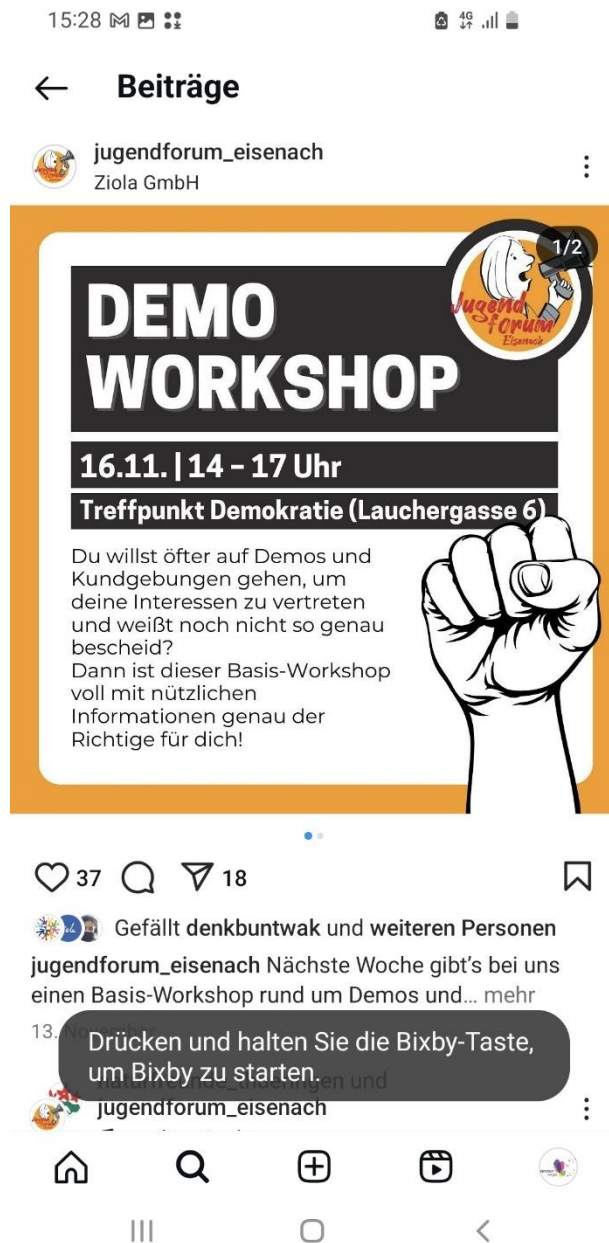 15:28
4G
Beiträge
jugendforum_eisenach
Ziola GmbH
1/2
Jugend
forum
Eisenach
DEMO
WORKSHOP
16.11. | 14 – 17 Uhr
Treffpunkt Demokratie (Lauchergasse 6)
Du willst öfter auf Demos und
Kundgebungen gehen, um
deine Interessen zu vertreten
und weißt noch nicht so genau
bescheid?
Dann ist dieser Basis-Workshop
voll mit nützlichen
Informationen genau der
Richtige für dich!
37 18
Gefällt denkbuntwak und weiteren Personen
jugendforum_eisenach Nächste Woche gibt's bei uns
einen Basis-Workshop rund um Demos und... mehr
13. November
Drücken und halten Sie die Bixby-Taste,
um Bixby zu starten.
naturfreunde_thueringen und
jugendforum_eisenach